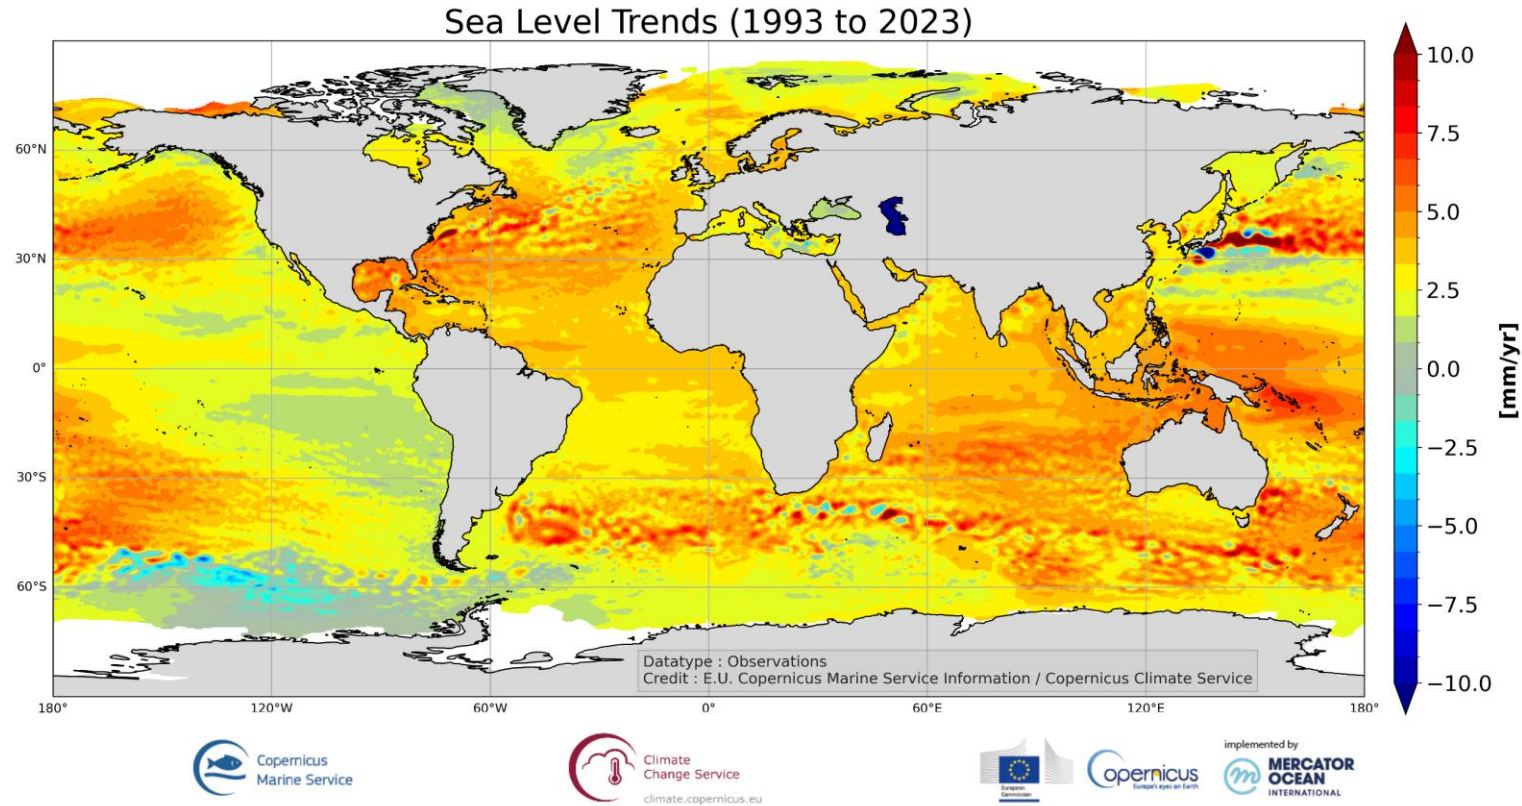 Sea Level Trends (1993 to 2023)
10.0
7.5
5.0
2.5
0.0
−2.5
−5.0
−7.5
−10.0
[mm/yr]
60°N
30°N
0°
30°S
60°S
Datatype : Observations
Credit : E.U. Copernicus Marine Service Information / Copernicus Climate Service
180° 120°W 60°W 0° 60°E 120°E 180°
Copernicus
Marine Service
Climate
Change Service
climate.copernicus.eu
European
Commission
opernicus
Europe's eyes on Earth
implemented by
MERCATOR
OCEAN
INTERNATIONAL